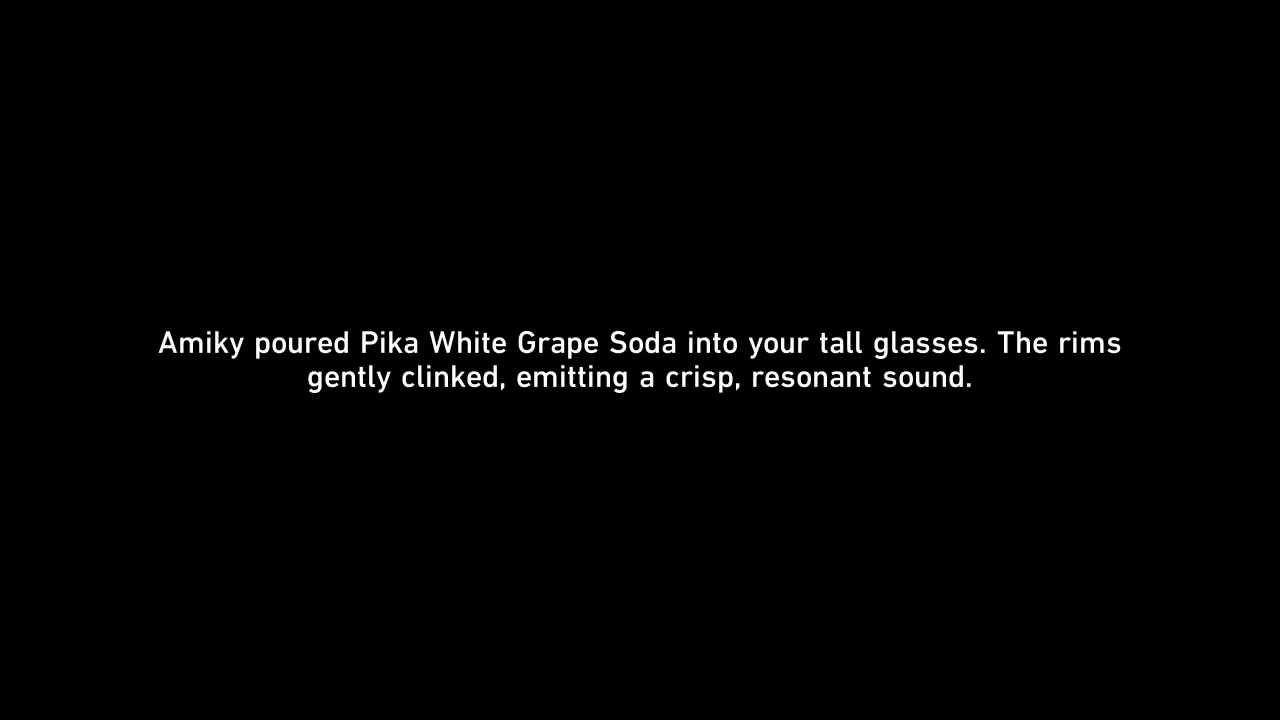 Amiky poured Pika White Grape Soda into your tall glasses. The rims
gently clinked, emitting a crisp, resonant sound.